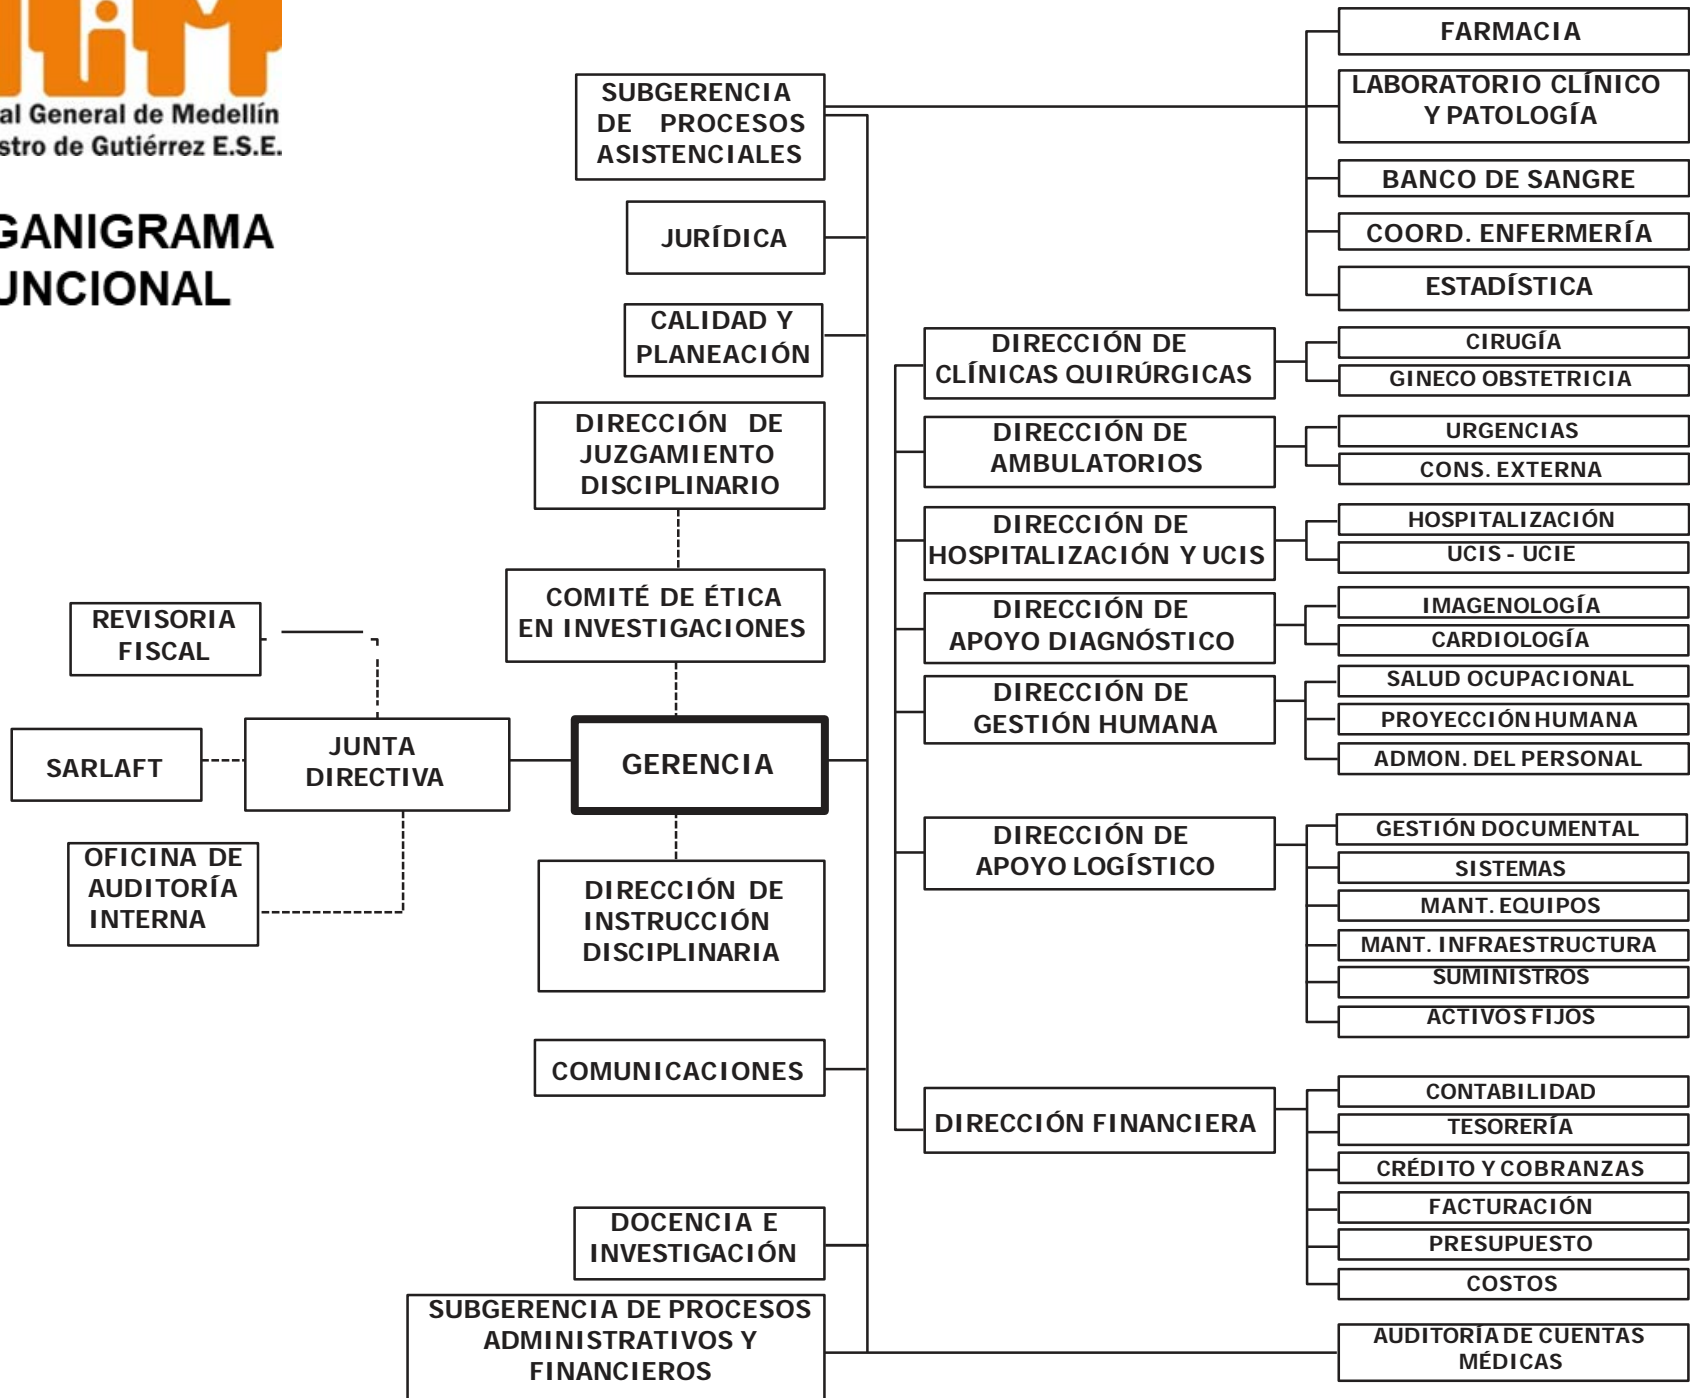 al General de Medellín
stro de Gutiérrez E.S.E.
GANIGRAMA
UNCIONAL
SUBGERENCIA
DE PROCESOS
ASISTENCIALES
JURÍDICA
CALIDAD Y
PLANEACIÓN
DIRECCIÓN DE
JUZGAMIENTO
DISCIPLINARIO
COMITÉ DE ÉTICA
EN INVESTIGACIONES
REVISORIA
FISCAL
SARLAFT
JUNTA
DIRECTIVA
GERENCIA
OFICINA DE
AUDITORÍA
INTERNA
DIRECCIÓN DE
INSTRUCCIÓN
DISCIPLINARIA
COMUNICACIONES
DOCENCIA E
INVESTIGACIÓN
SUBGERENCIA DE PROCESOS
ADMINISTRATIVOS Y
FINANCIEROS
FARMACIA
LABORATORIO CLÍNICO
Y PATOLOGÍA
BANCO DE SANGRE
COORD. ENFERMERÍA
ESTADÍSTICA
DIRECCIÓN DE
CLÍNICAS QUIRÚRGICAS
CIRUGÍA
GINECO OBSTETRICIA
DIRECCIÓN DE
AMBULATORIOS
URGENCIAS
CONS. EXTERNA
DIRECCIÓN DE
HOSPITALIZACIÓN Y UCIS
HOSPITALIZACIÓN
UCIS - UCIE
DIRECCIÓN DE
APOYO DIAGNÓSTICO
IMAGENOLOGÍA
CARDIOLOGÍA
DIRECCIÓN DE
GESTIÓN HUMANA
SALUD OCUPACIONAL
PROYECCIÓN HUMANA
ADMON. DEL PERSONAL
DIRECCIÓN DE
APOYO LOGÍSTICO
GESTIÓN DOCUMENTAL
SISTEMAS
MANT. EQUIPOS
MANT. INFRAESTRUCTURA
SUMINISTROS
ACTIVOS FIJOS
DIRECCIÓN FINANCIERA
CONTABILIDAD
TESORERÍA
CRÉDITO Y COBRANZAS
FACTURACIÓN
PRESUPUESTO
COSTOS
AUDITORÍA DE CUENTAS
MÉDICAS